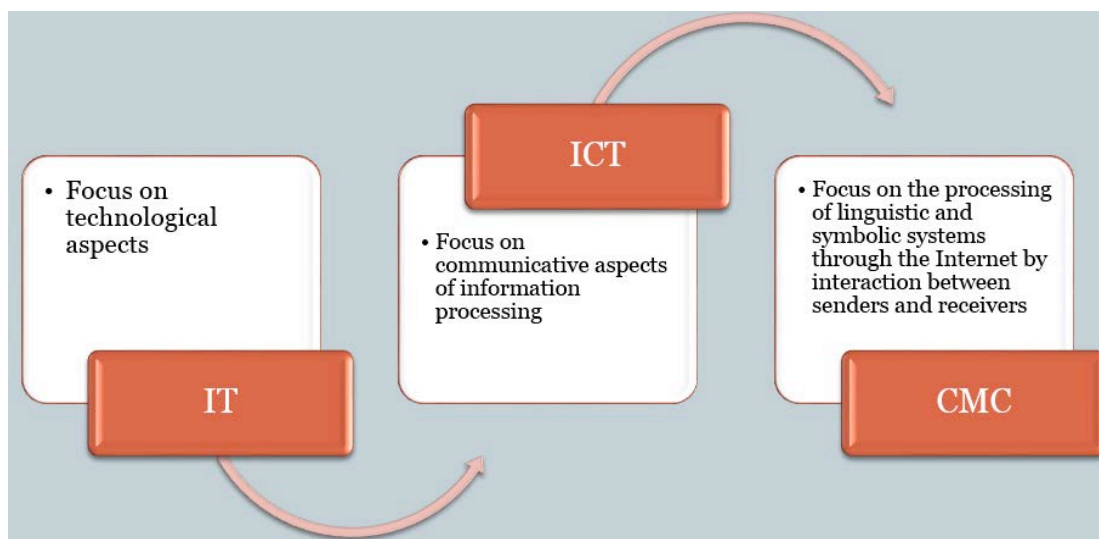 • Focus on
technological
aspects
IT
ICT
• Focus on
communicative aspects
of information
processing
• Focus on the processing
of linguistic and
symbolic systems
through the Internet by
interaction between
senders and receivers
CMC